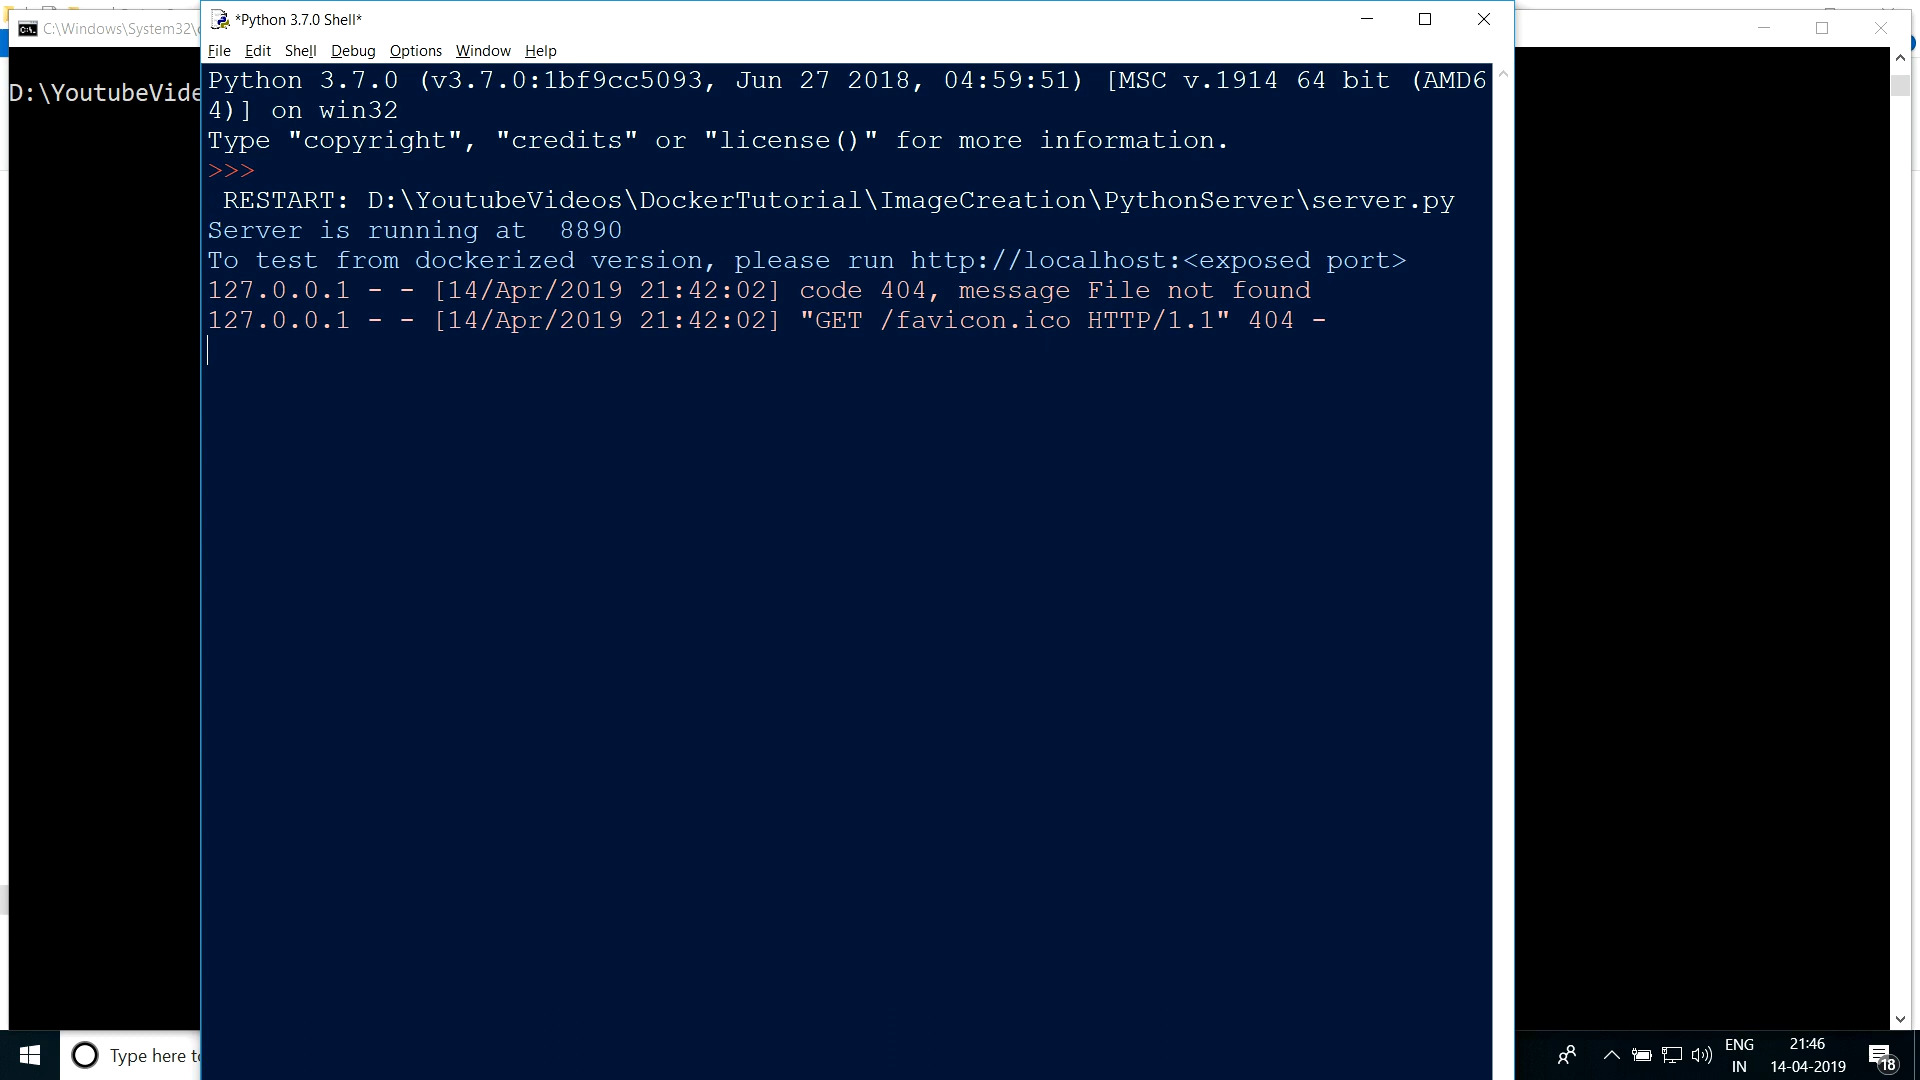 *Python 3.7.0 Shell*
C:\Windows\System32\
File Edit Shell Debug Options Window Help
Python 3.7.0 (v3.7.0:1bf9cc5093, Jun 27 2018, 04:59:51) [MSC v.1914 64 bit (AMD6
4)] on win32
Type "copyright", "credits" or "license()" for more information.
>>>
RESTART: D:\YoutubeVideos\DockerTutorial\ImageCreation\PythonServer\server.py
Server is running at  8890
To test from dockerized version, please run http://localhost:<exposed port>
127.0.0.1 - - [14/Apr/2019 21:42:02] code 404, message File not found
127.0.0.1 - - [14/Apr/2019 21:42:02] "GET /favicon.ico HTTP/1.1" 404 -
D:\YoutubeVide
Type here
ENG
IN
21:46
14-04-2019
18